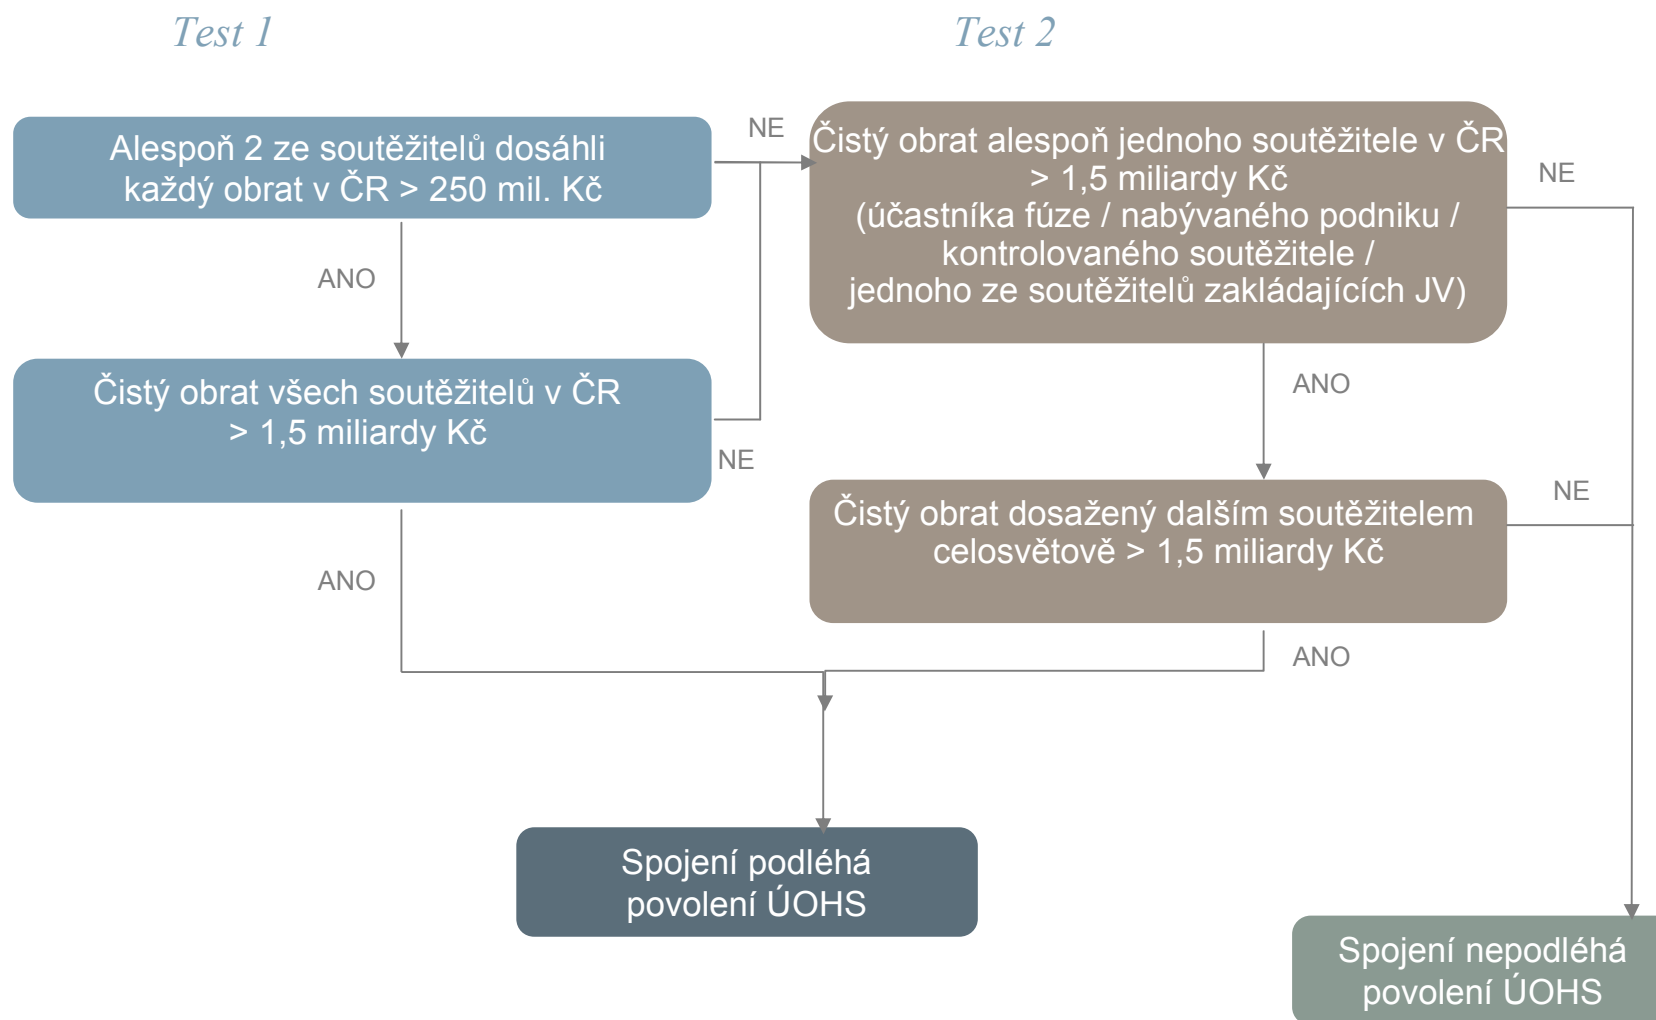 Test 1
Test 2
Alespoň 2 ze soutěžitelů dosáhli
každý obrat v ČR > 250 mil. Kč
NE
Čistý obrat alespoň jednoho soutěžitele v ČR
> 1,5 miliardy Kč
(účastníka fúze / nabývaného podniku /
kontrolovaného soutěžitele /
jednoho ze soutěžitelů zakládajících JV)
NE
ANO
Čistý obrat všech soutěžitelů v ČR
> 1,5 miliardy Kč
NE
ANO
Čistý obrat dosažený dalším soutěžitelem
celosvětově > 1,5 miliardy Kč
NE
ANO
ANO
Spojení podléhá
povolení ÚOHS
Spojení nepodléhá
povolení ÚOHS